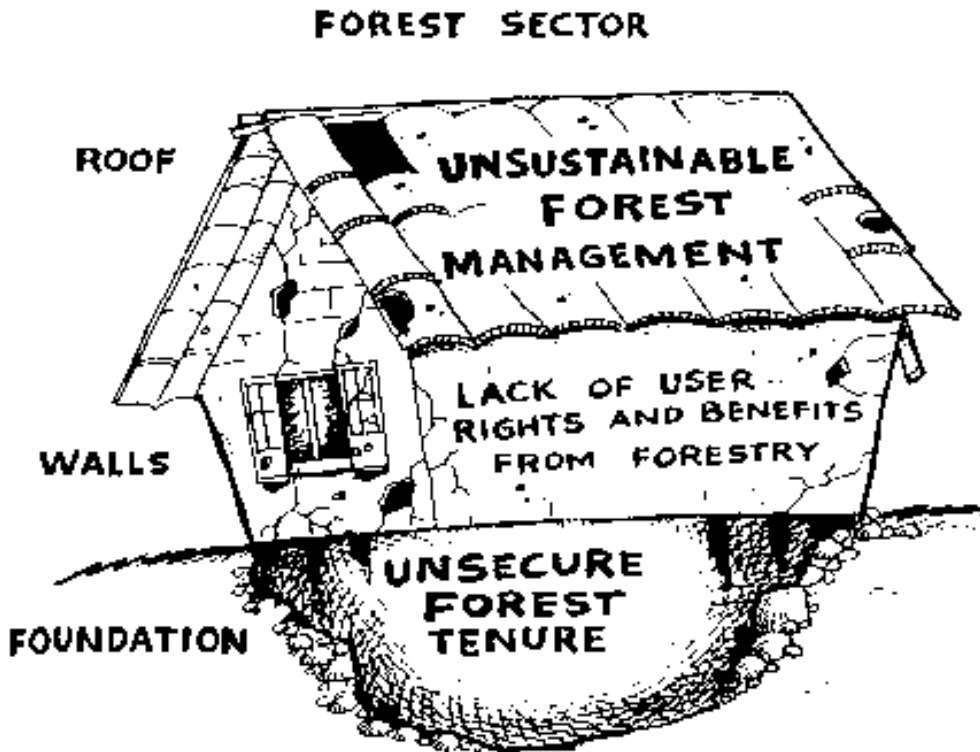 FOREST SECTOR
ROOF
UNSUSTAINABLE
FOREST
MANAGEMENT
WALLS
LACK OF USER
RIGHTS AND BENEFITS
FROM FORESTRY
FOUNDATION
UNSECURE
FOREST
TENURE